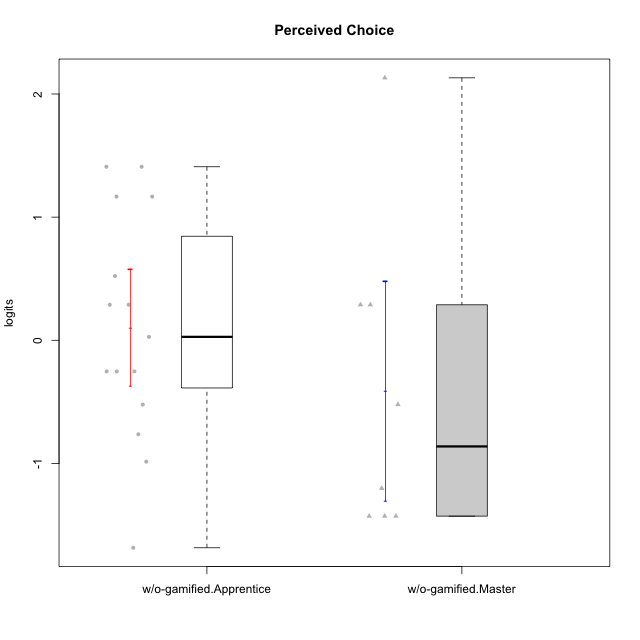 Perceived Choice
logits
2
1
0
-1
w/o-gamified.Apprentice
w/o-gamified.Master